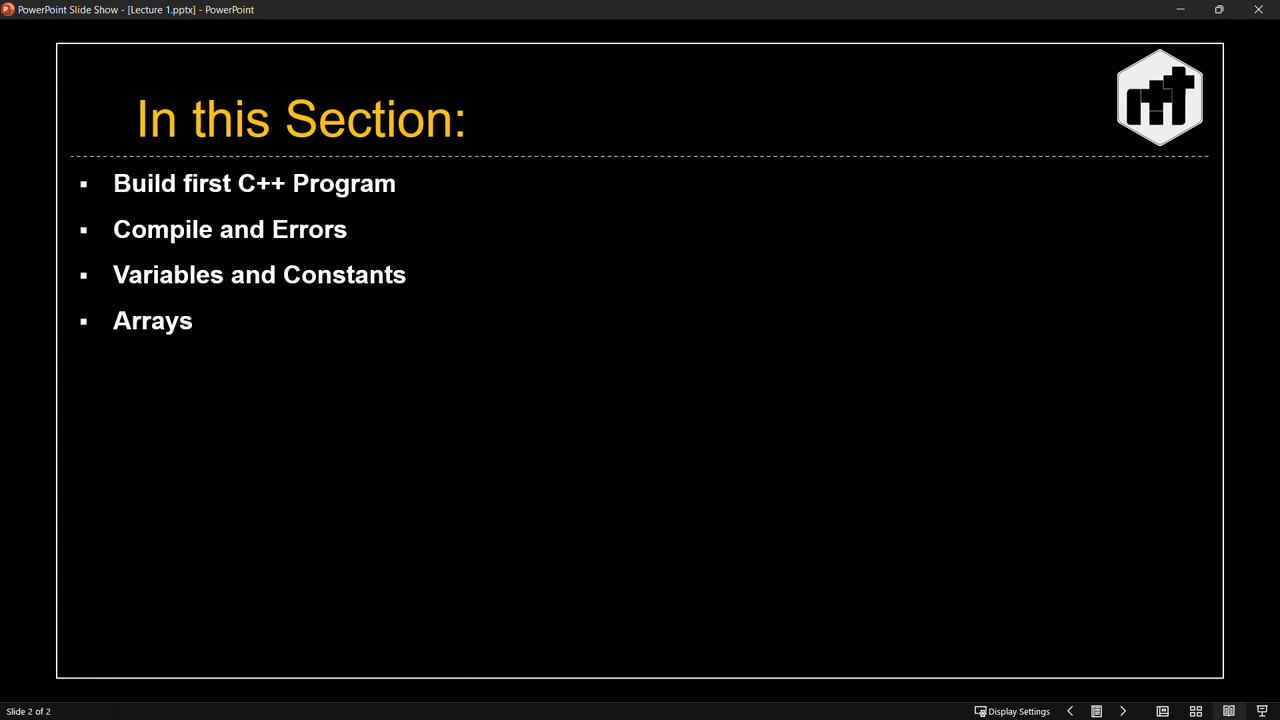 PowerPoint Slide Show - [Lecture 1.pptx] - PowerPoint
In this Section:
▪ Build first C++ Program
▪ Compile and Errors
▪ Variables and Constants
▪ Arrays
Slide 2 of 2
Display Settings